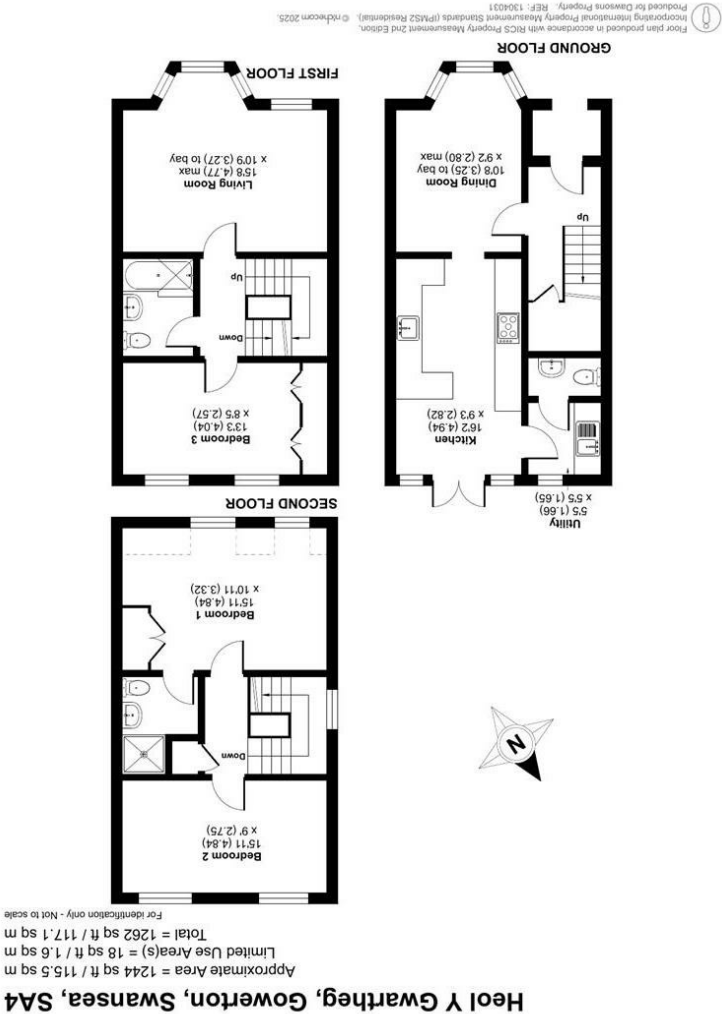 Heol Y Gwartheg, Gowerton, Swansea, SA4
Approximate Area = 1244 sq ft / 115.5 sq m
Limited Use Area(s) = 18 sq ft / 1.6 sq m
Total = 1262 sq ft / 117.1 sq m
For identification only - Not to scale
Bedroom 2
15'11 (4.84)
x 9' (2.75)
Down
N
Bedroom 1
15'11 (4.84)
x 10'11 (3.32)
SECOND FLOOR
Utility
5'5 (1.66)
x 5'5 (1.65)
Kitchen
16'2 (4.94)
x 9'3 (2.82)
Up
Dining Room
10'8 (3.25) to bay
x 9'2 (2.80) max
GROUND FLOOR
Bedroom 3
13'3 (4.04)
x 8'5 (2.57)
Down
Up
Living Room
15'8 (4.77) max
x 10'9 (3.27) to bay
FIRST FLOOR
Floor plan produced in accordance with RICS Property Measurement 2nd Edition,
Incorporating International Property Measurement Standards (IPMS2 Residential). © nichecom 2025.
Produced for Dawsons Property. REF: 1304031